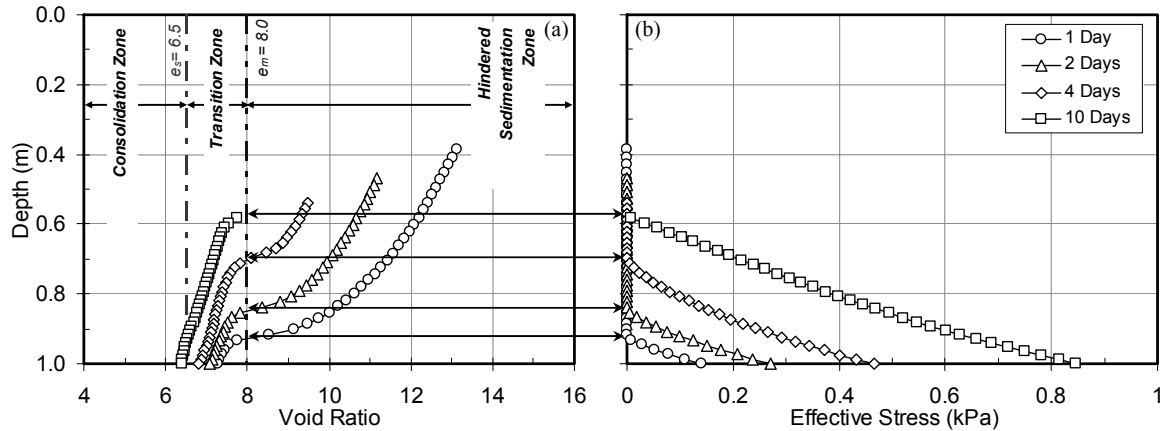 (a)
(b)
0.0
0.2
0.4
0.6
0.8
1.0
Depth (m)
4
6
8
10
12
14
16
Void Ratio
Consolidation Zone
eₛ= 6.5
Transition Zone
eₘ= 8.0
Hindered
Sedimentation
Zone
1 Day
2 Days
4 Days
10 Days
0
0.2
0.4
0.6
0.8
1
Effective Stress (kPa)